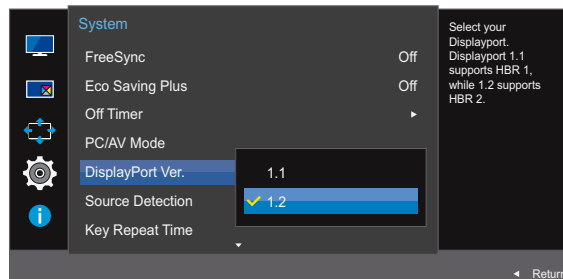 System
FreeSync Off
Eco Saving Plus Off
Off Timer
PC/AV Mode
DisplayPort Ver.
1.1
Source Detection
1.2
Key Repeat Time
Select your
Displayport.
Displayport 1.1
supports HBR 1,
while 1.2 supports
HBR 2.
Return